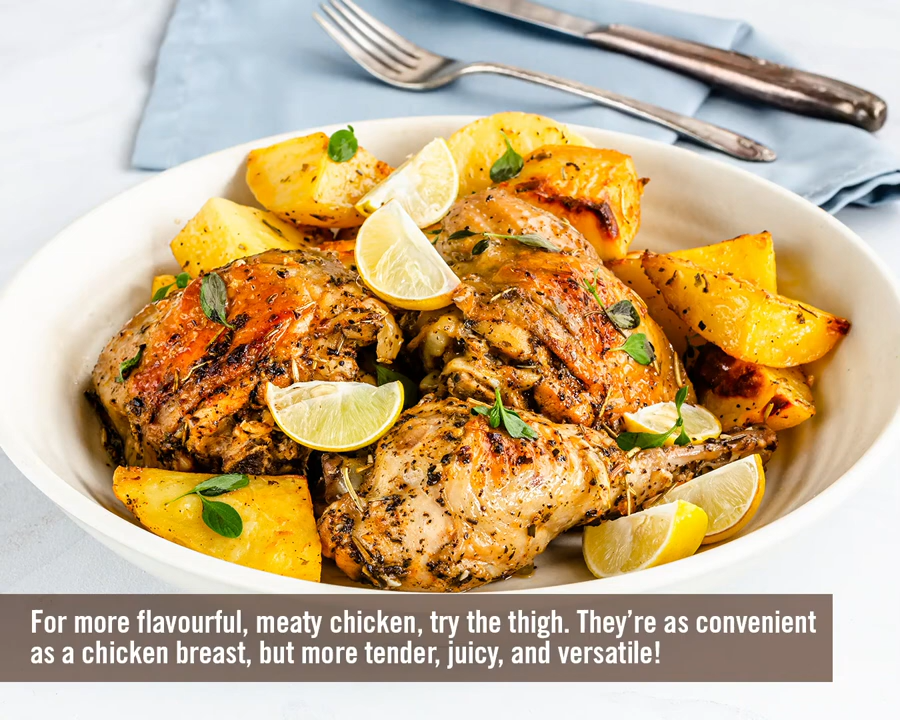 For more flavourful, meaty chicken, try the thigh. They’re as convenient
as a chicken breast, but more tender, juicy, and versatile!